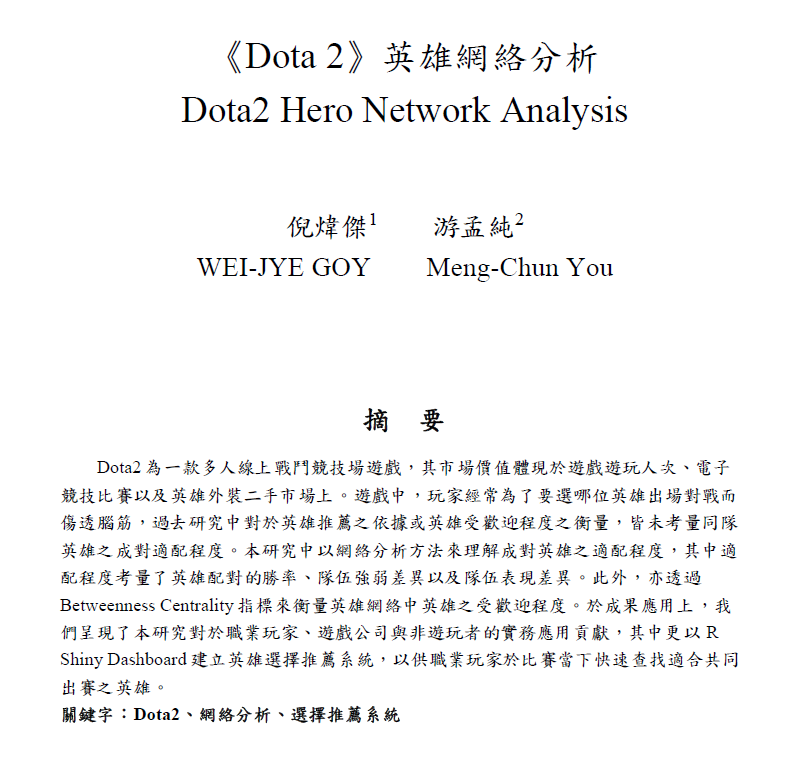 《Dota 2》英雄網絡分析
Dota2 Hero Network Analysis
倪煒傑1 游孟純2
WEI-JYE GOY Meng-Chun You
摘 要
Dota2 為一款多人線上戰鬥競技場遊戲，其市場價值體現於遊戲遊玩人次、電子
競技比賽以及英雄外裝二手市場上。遊戲中，玩家經常為了要選哪位英雄出場對戰而
傷透腦筋，過去研究中對於英雄推薦之依據或英雄受歡迎程度之衡量，皆未考量同隊
英雄之成對適配程度。本研究中以網絡分析方法來理解成對英雄之適配程度，其中適
配程度考量了英雄配對的勝率、隊伍強弱差異以及隊伍表現差異。此外，亦透過
Betweenness Centrality 指標來衡量英雄網絡中英雄之受歡迎程度。於成果應用上，我
們呈現了本研究對於職業玩家、遊戲公司與非遊玩者的實務應用貢獻，其中更以 R
Shiny Dashboard 建立英雄選擇推薦系統，以供職業玩家於比賽當下快速查找適合共同
出賽之英雄。
關鍵字：Dota2、網絡分析、選擇推薦系統